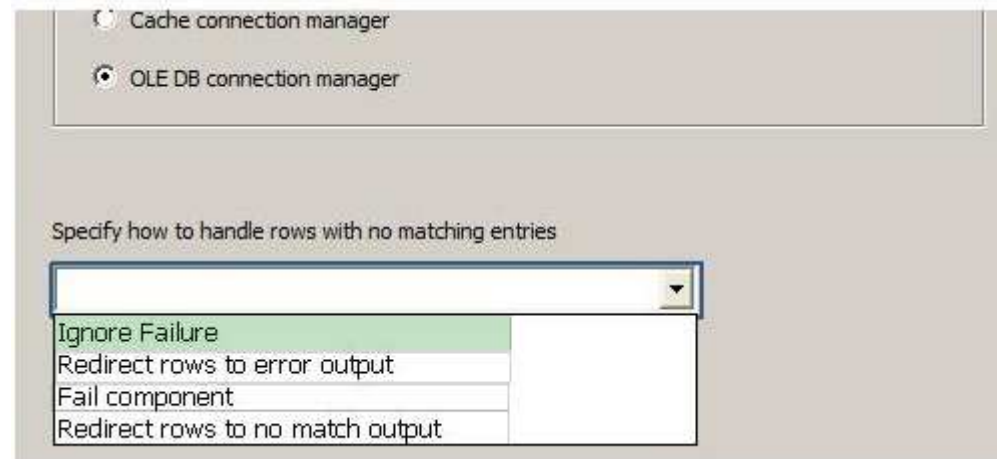 Cache connection manager
OLE DB connection manager
Specify how to handle rows with no matching entries
Ignore Failure
Redirect rows to error output
Fail component
Redirect rows to no match output